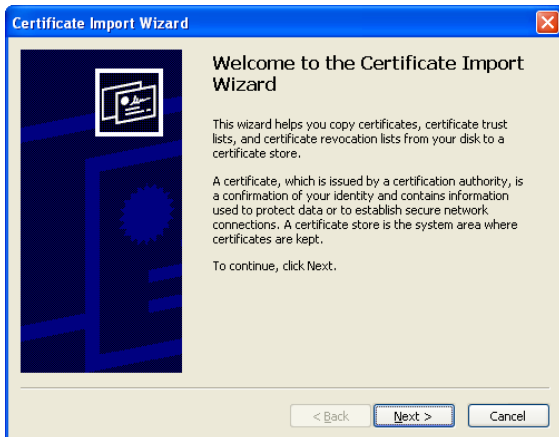 Certificate Import Wizard
Welcome to the Certificate Import
Wizard
This wizard helps you copy certificates, certificate trust
lists, and certificate revocation lists from your disk to a
certificate store.
A certificate, which is issued by a certification authority, is
a confirmation of your identity and contains information
used to protect data or to establish secure network
connections. A certificate store is the system area where
certificates are kept.
To continue, click Next.
< Back
Next >
Cancel